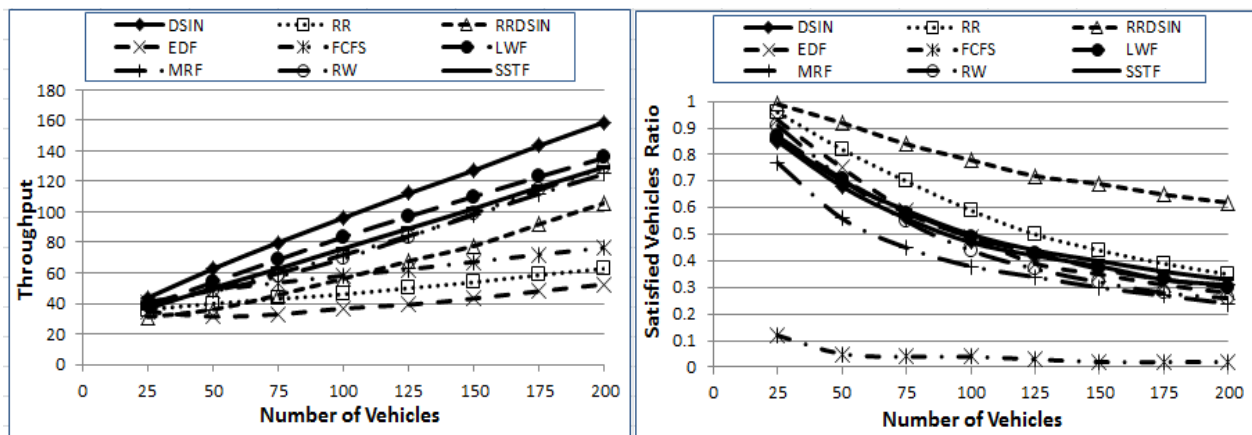 DSIN RR RRDSIN
EDF FCFS LWF
MRF RW SSTF
180
160
140
120
100
80
60
40
20
0
Throughput
0 25 50 75 100 125 150 175 200
Number of Vehicles
DSIN RR RRDSIN
EDF FCFS LWF
MRF RW SSTF
1
0.9
0.8
0.7
0.6
0.5
0.4
0.3
0.2
0.1
0
Satisfied Vehicles Ratio
0 25 50 75 100 125 150 175 200
Number of Vehicles